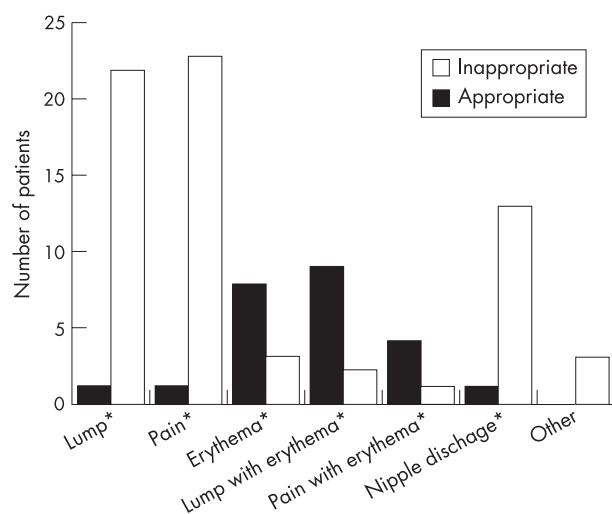 25
20
15
10
5
0
Number of patients
Inappropriate
Appropriate
Lump*
Pain*
Erythema*
Lump with erythema*
Pain with erythema*
Nipple dischage*
Other